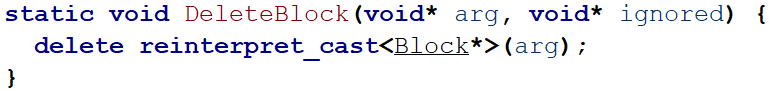 static void DeleteBlock(void* arg, void* ignored) {
  delete reinterpret_cast<Block*>(arg);
}